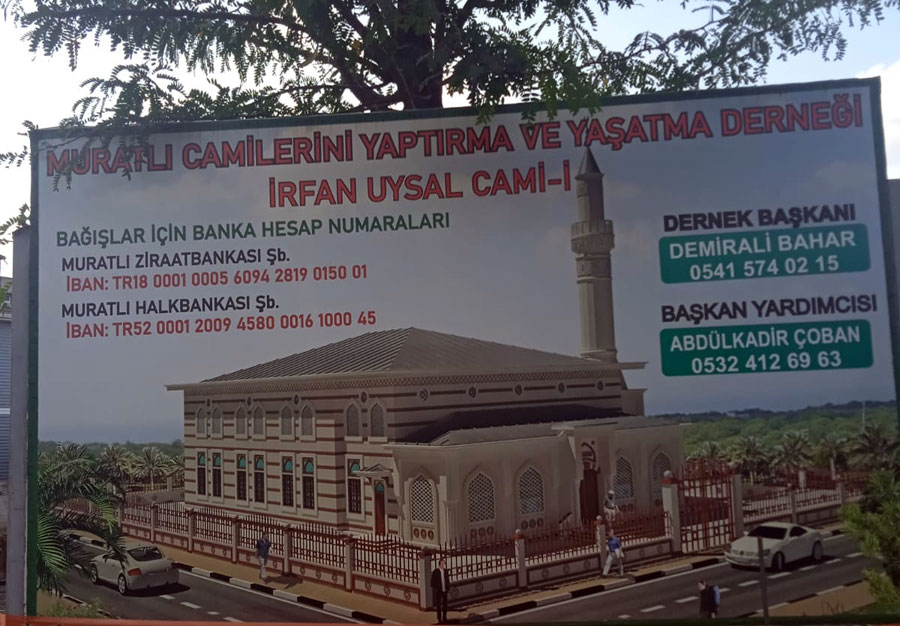 MURATLI CAMİLERİNİ YAPTIRMA VE YAŞATMA DERNEĞİ
İRFAN UYSAL CAMİ-İ
BAĞIŞLAR İÇİN BANKA HESAP NUMARALARI
MURATLI ZİRAATBANKASI Şb.
İBAN: TR18 0001 0005 6094 2819 0150 01
MURATLI HALKBANKASI Şb.
İBAN: TR52 0001 2009 4580 0016 1000 45
DERNEK BAŞKANI
DEMİRALİ BAHAR
0541 574 02 15
BAŞKAN YARDIMCISI
ABDÜLKADİR ÇOBAN
0532 412 69 63